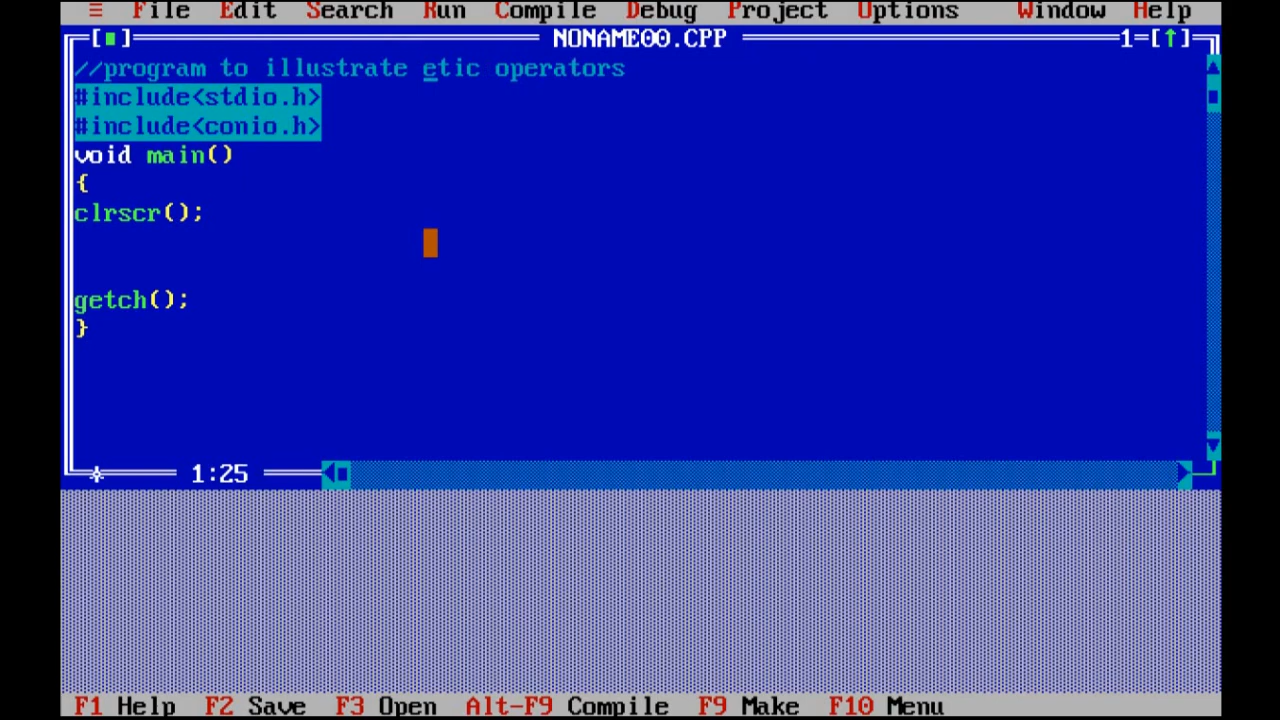 ≡ File Edit Search Run Compile Debug Project Options Window Help
[■] NONAME00.CPP 1=[↑]
//program to illustrate etic operators
#include<stdio.h>
#include<conio.h>
void main()
{
clrscr();
getch();
}
1:25
F1 Help F2 Save F3 Open Alt-F9 Compile F9 Make F10 Menu